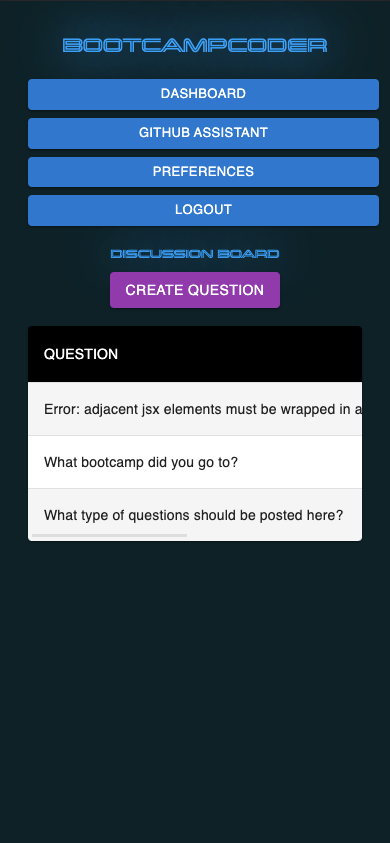 BOOTCAMPCODER
DASHBOARD
GITHUB ASSISTANT
PREFERENCES
LOGOUT
DISCUSSION BOARD
CREATE QUESTION
QUESTION
Error: adjacent jsx elements must be wrapped in a
What bootcamp did you go to?
What type of questions should be posted here?